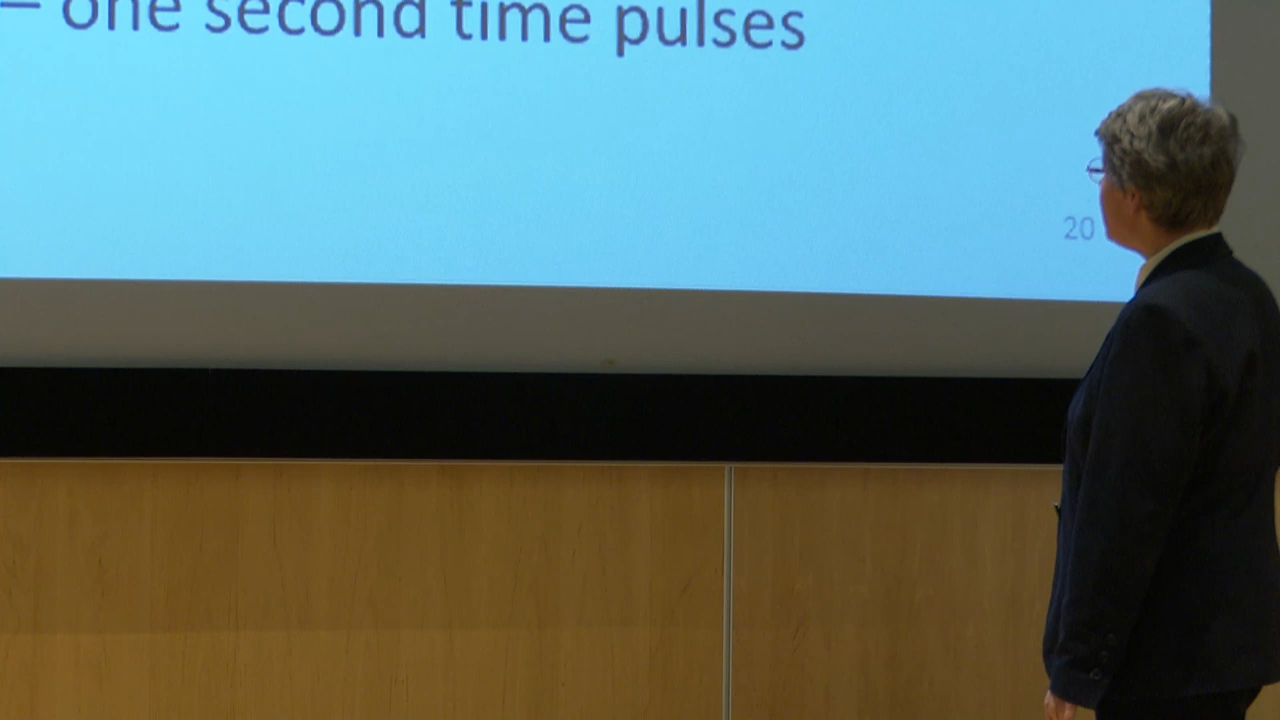 – one second time pulses
20